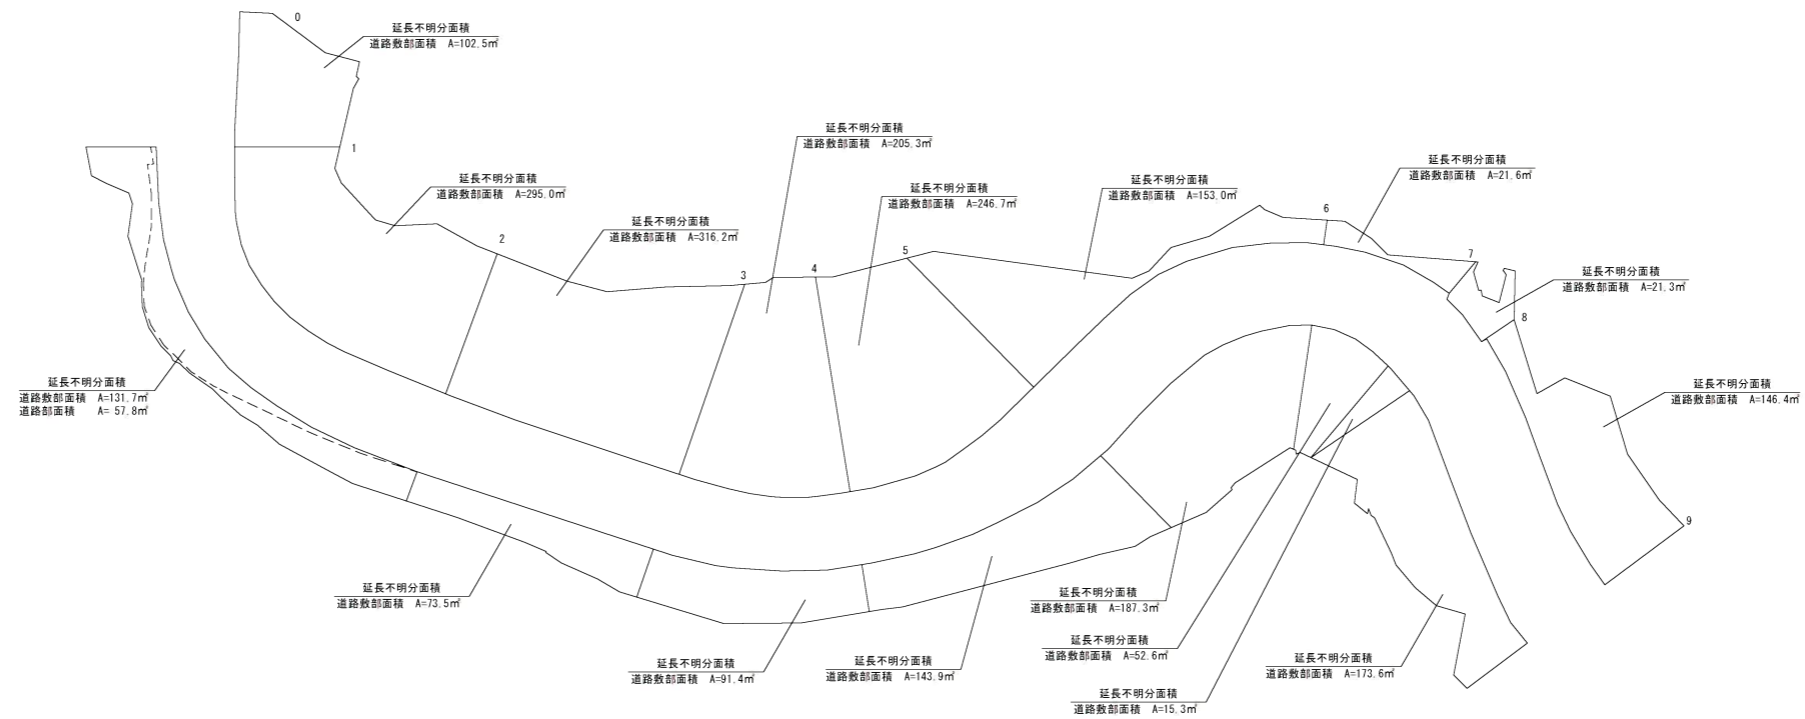 0
延長不明分面積
道路敷部面積 A=102.5㎡
1
延長不明分面積
道路敷部面積 A=205.3㎡
延長不明分面積
道路敷部面積 A=295.0㎡
延長不明分面積
道路敷部面積 A=246.7㎡
延長不明分面積
道路敷部面積 A=153.0㎡
延長不明分面積
道路敷部面積 A=21.6㎡
延長不明分面積
道路敷部面積 A=316.2㎡
2
3
4
5
6
7
延長不明分面積
道路敷部面積 A=21.3㎡
8
延長不明分面積
道路敷部面積 A=131.7㎡
道路部面積 A= 57.8㎡
延長不明分面積
道路敷部面積 A=146.4㎡
9
延長不明分面積
道路敷部面積 A=73.5㎡
延長不明分面積
道路敷部面積 A=187.3㎡
延長不明分面積
道路敷部面積 A=52.6㎡
延長不明分面積
道路敷部面積 A=91.4㎡
延長不明分面積
道路敷部面積 A=143.9㎡
延長不明分面積
道路敷部面積 A=173.6㎡
延長不明分面積
道路敷部面積 A=15.3㎡